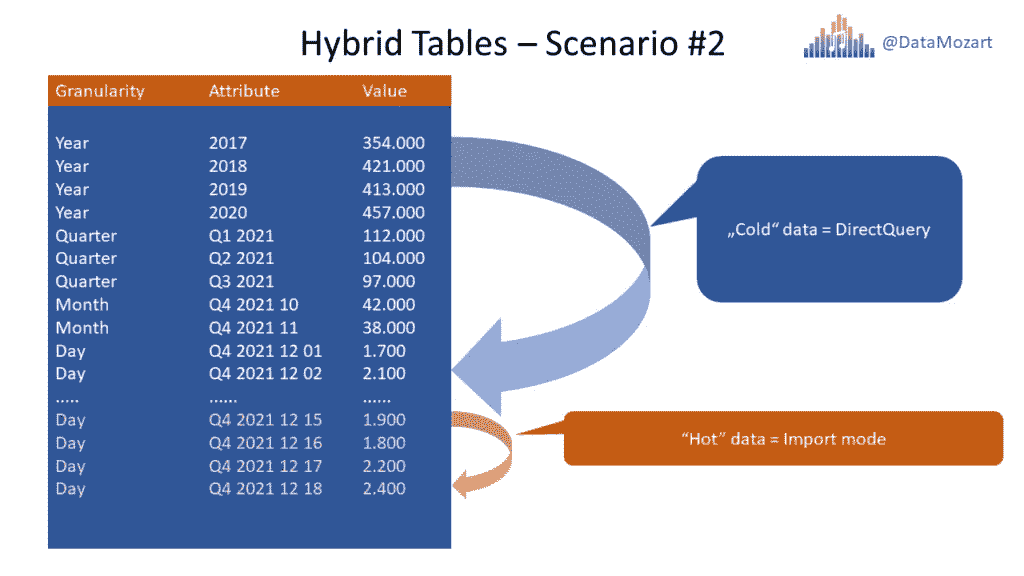 Hybrid Tables – Scenario #2
@DataMozart
Granularity Attribute Value
Year 2017 354.000
Year 2018 421.000
Year 2019 413.000
Year 2020 457.000
Quarter Q1 2021 112.000
Quarter Q2 2021 104.000
Quarter Q3 2021 97.000
Month Q4 2021 10 42.000
Month Q4 2021 11 38.000
Day Q4 2021 12 01 1.700
Day Q4 2021 12 02 2.100
..... ...... ......
Day Q4 2021 12 15 1.900
Day Q4 2021 12 16 1.800
Day Q4 2021 12 17 2.200
Day Q4 2021 12 18 2.400
„Cold“ data = DirectQuery
“Hot” data = Import mode